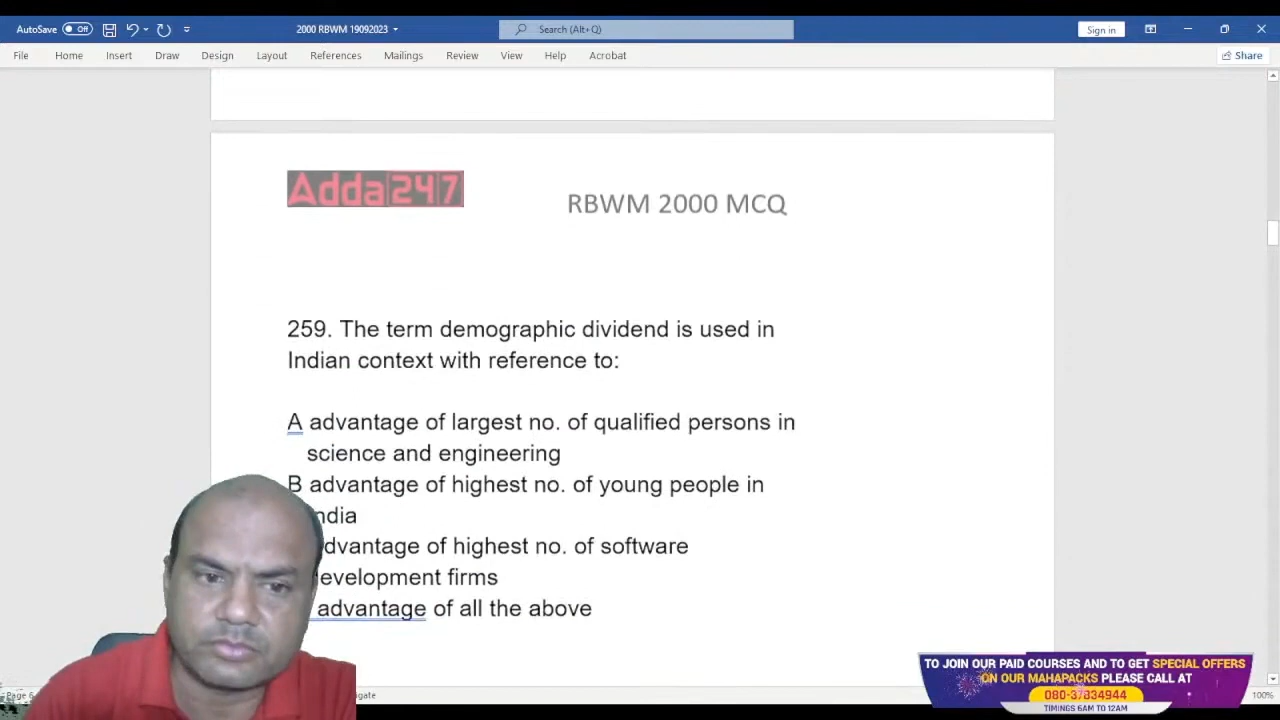 AutoSave Off
2000 RBWM 19092023
Search (Alt+Q)
Sign in
File Home Insert Draw Design Layout References Mailings Review View Help Acrobat
Share
Adda247
RBWM 2000 MCQ
259. The term demographic dividend is used in
Indian context with reference to:
A advantage of largest no. of qualified persons in
science and engineering
B advantage of highest no. of young people in
ndia
dvantage of highest no. of software
evelopment firms
advantage of all the above
TO JOIN OUR PAID COURSES AND TO GET SPECIAL OFFERS
ON OUR MAHAPACKS PLEASE CALL AT
080-37834944
TIMINGS 6AM TO 12AM
100%